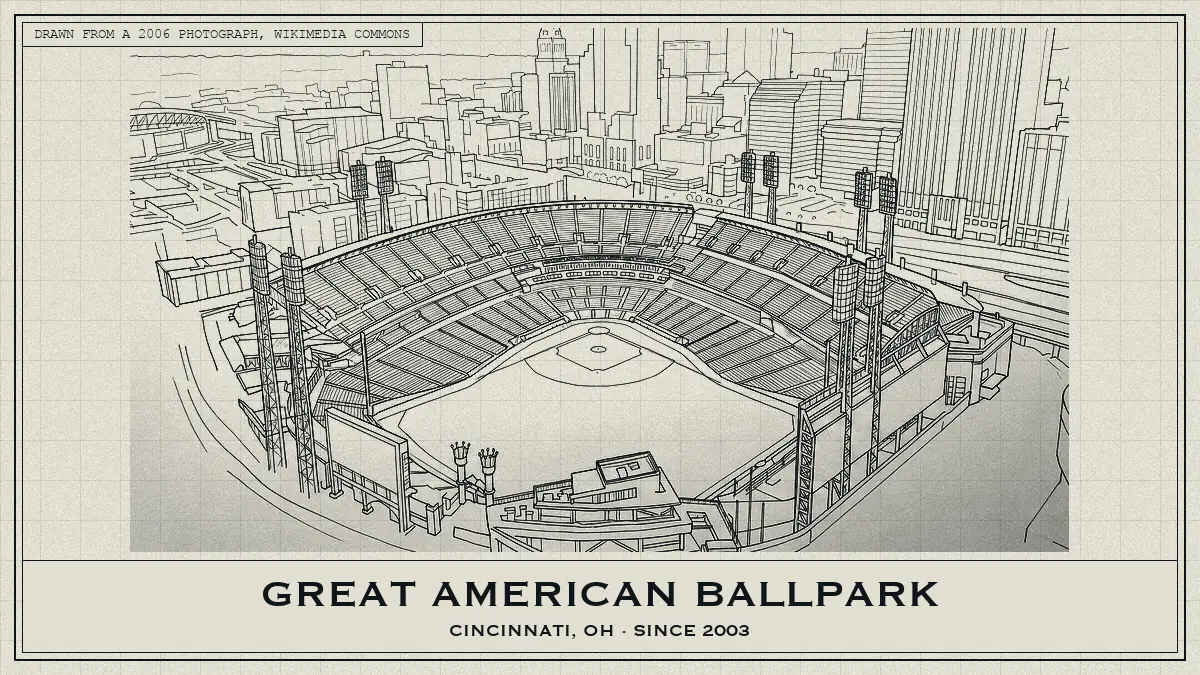 DRAWN FROM A 2006 PHOTOGRAPH, WIKIMEDIA COMMONS
GREAT AMERICAN BALLPARK
CINCINNATI, OH · SINCE 2003